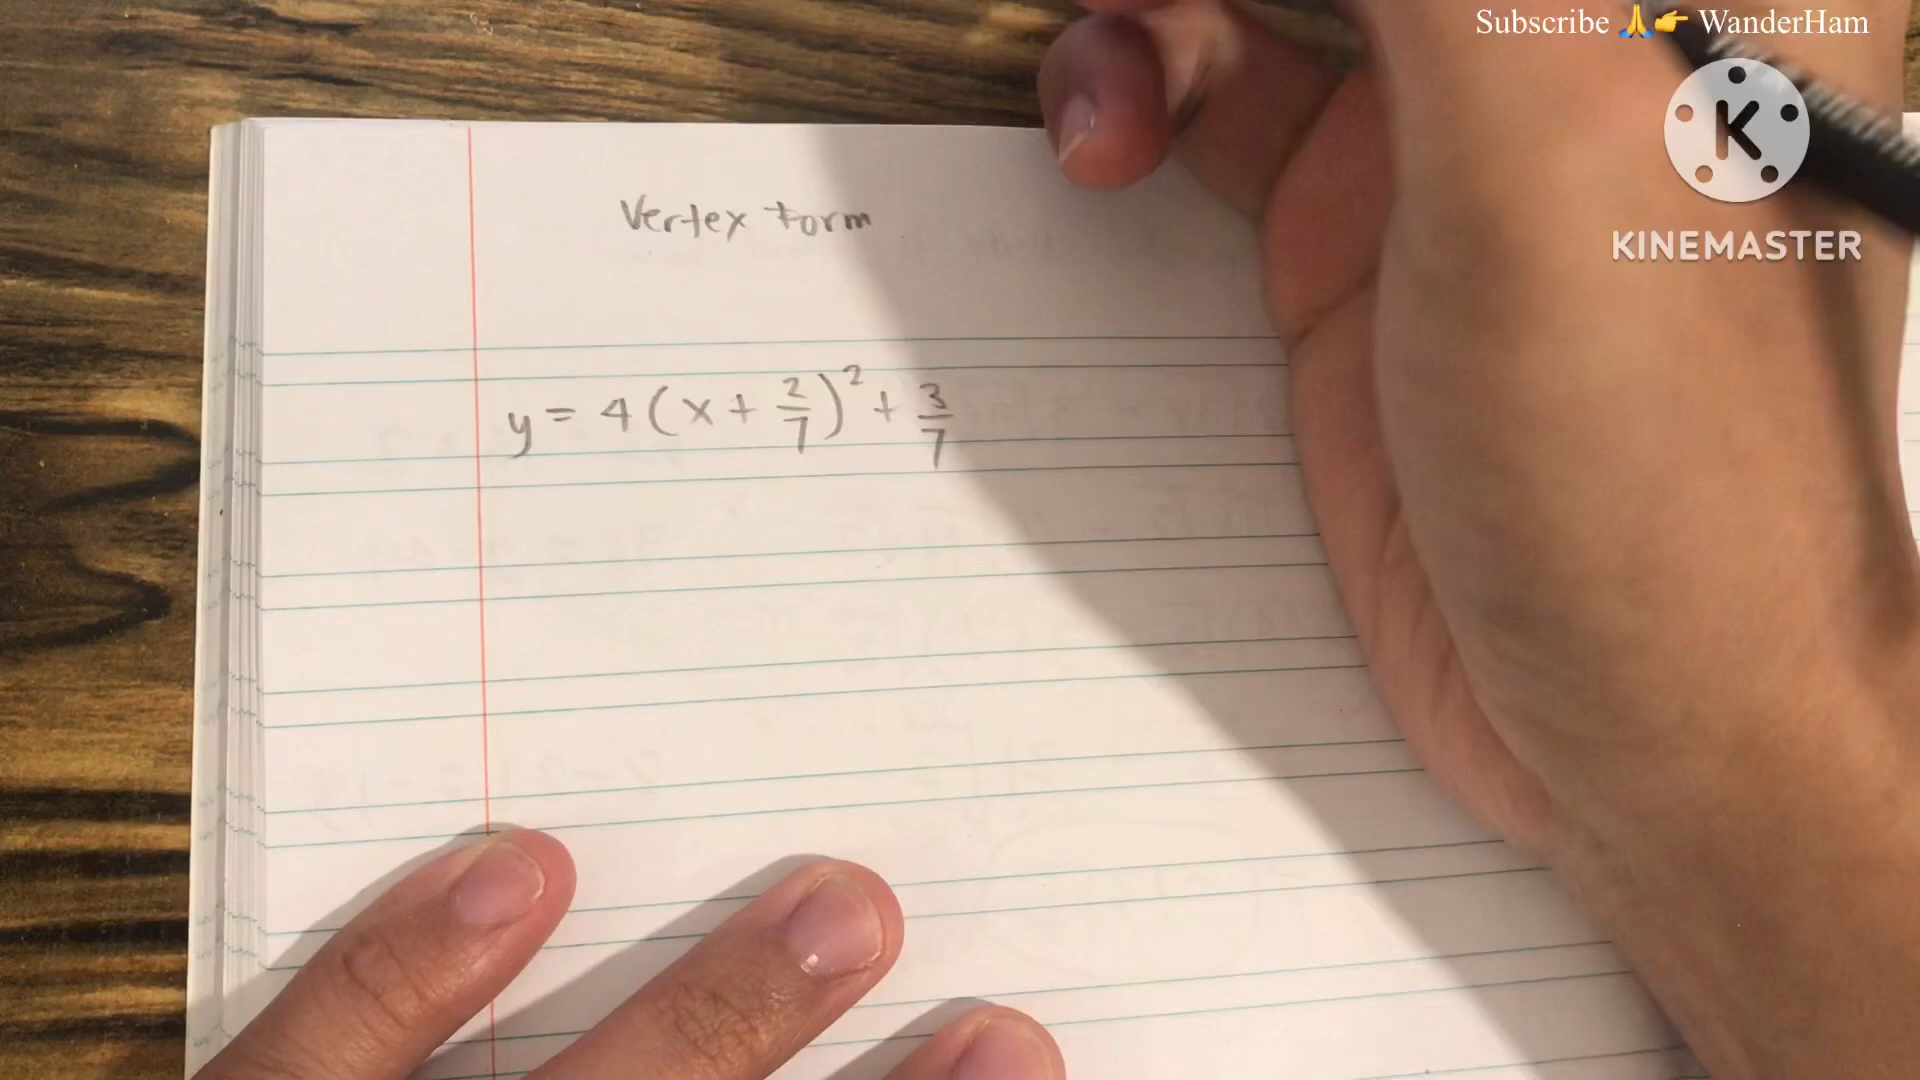 Subscribe 🙏👉 WanderHam
K
KINEMASTER
Vertex form
y = 4 (x + 2/7)² + 3/7